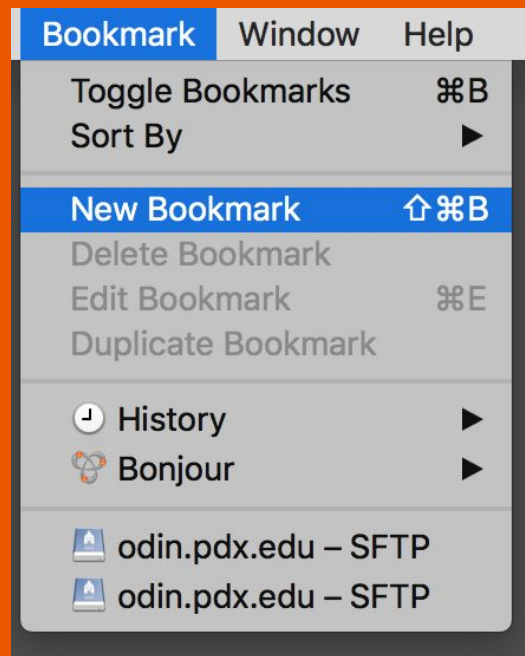 Bookmark Window Help
Toggle Bookmarks ⌘B
Sort By ▶
New Bookmark ⇧⌘B
Delete Bookmark
Edit Bookmark ⌘E
Duplicate Bookmark
History ▶
Bonjour ▶
odin.pdx.edu – SFTP
odin.pdx.edu – SFTP